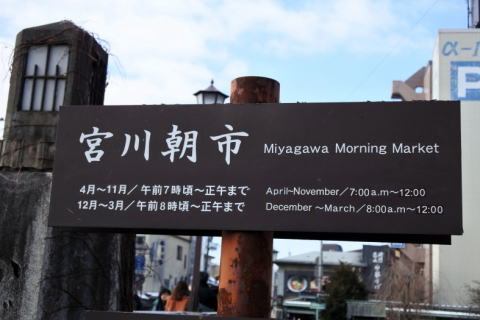 宮川朝市 Miyagawa Morning Market
4月～11月／午前7時頃～正午まで April~November／7:00a.m~12:00
12月～3月／午前8時頃～正午まで December ~March／8:00a.m~12:00
α-1
P